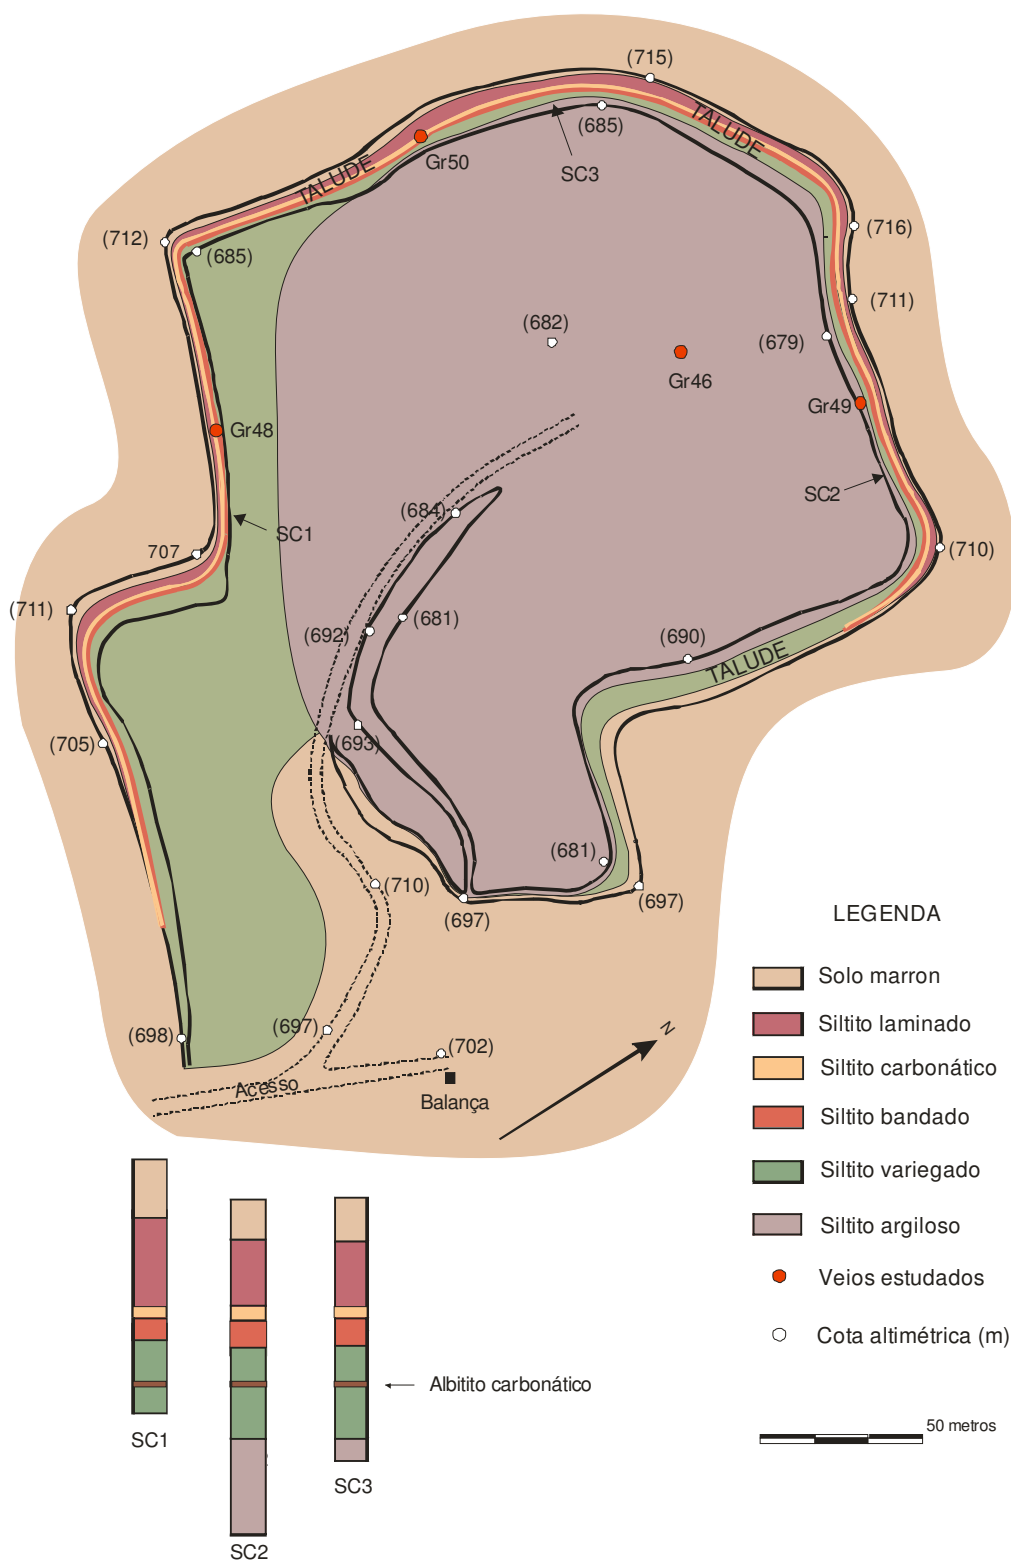 (715)
(685)
TALUDE
SC3
Gr50
TALUDE
(712)
(685)
(716)
(711)
(682)
(679)
Gr46
Gr49
Gr48
SC2
(684)
SC1
707
(710)
(711)
(681)
(692)
(690)
TALUDE
(693)
(705)
(681)
(710)
(697)
(697)
(698)
(697)
(702)
N
Acesso
Balança
LEGENDA
Solo marron
Siltito laminado
Siltito carbonático
Siltito bandado
Siltito variegado
Siltito argiloso
Veios estudados
Cota altimétrica (m)
Albitito carbonático
50 metros
SC1
SC3
SC2